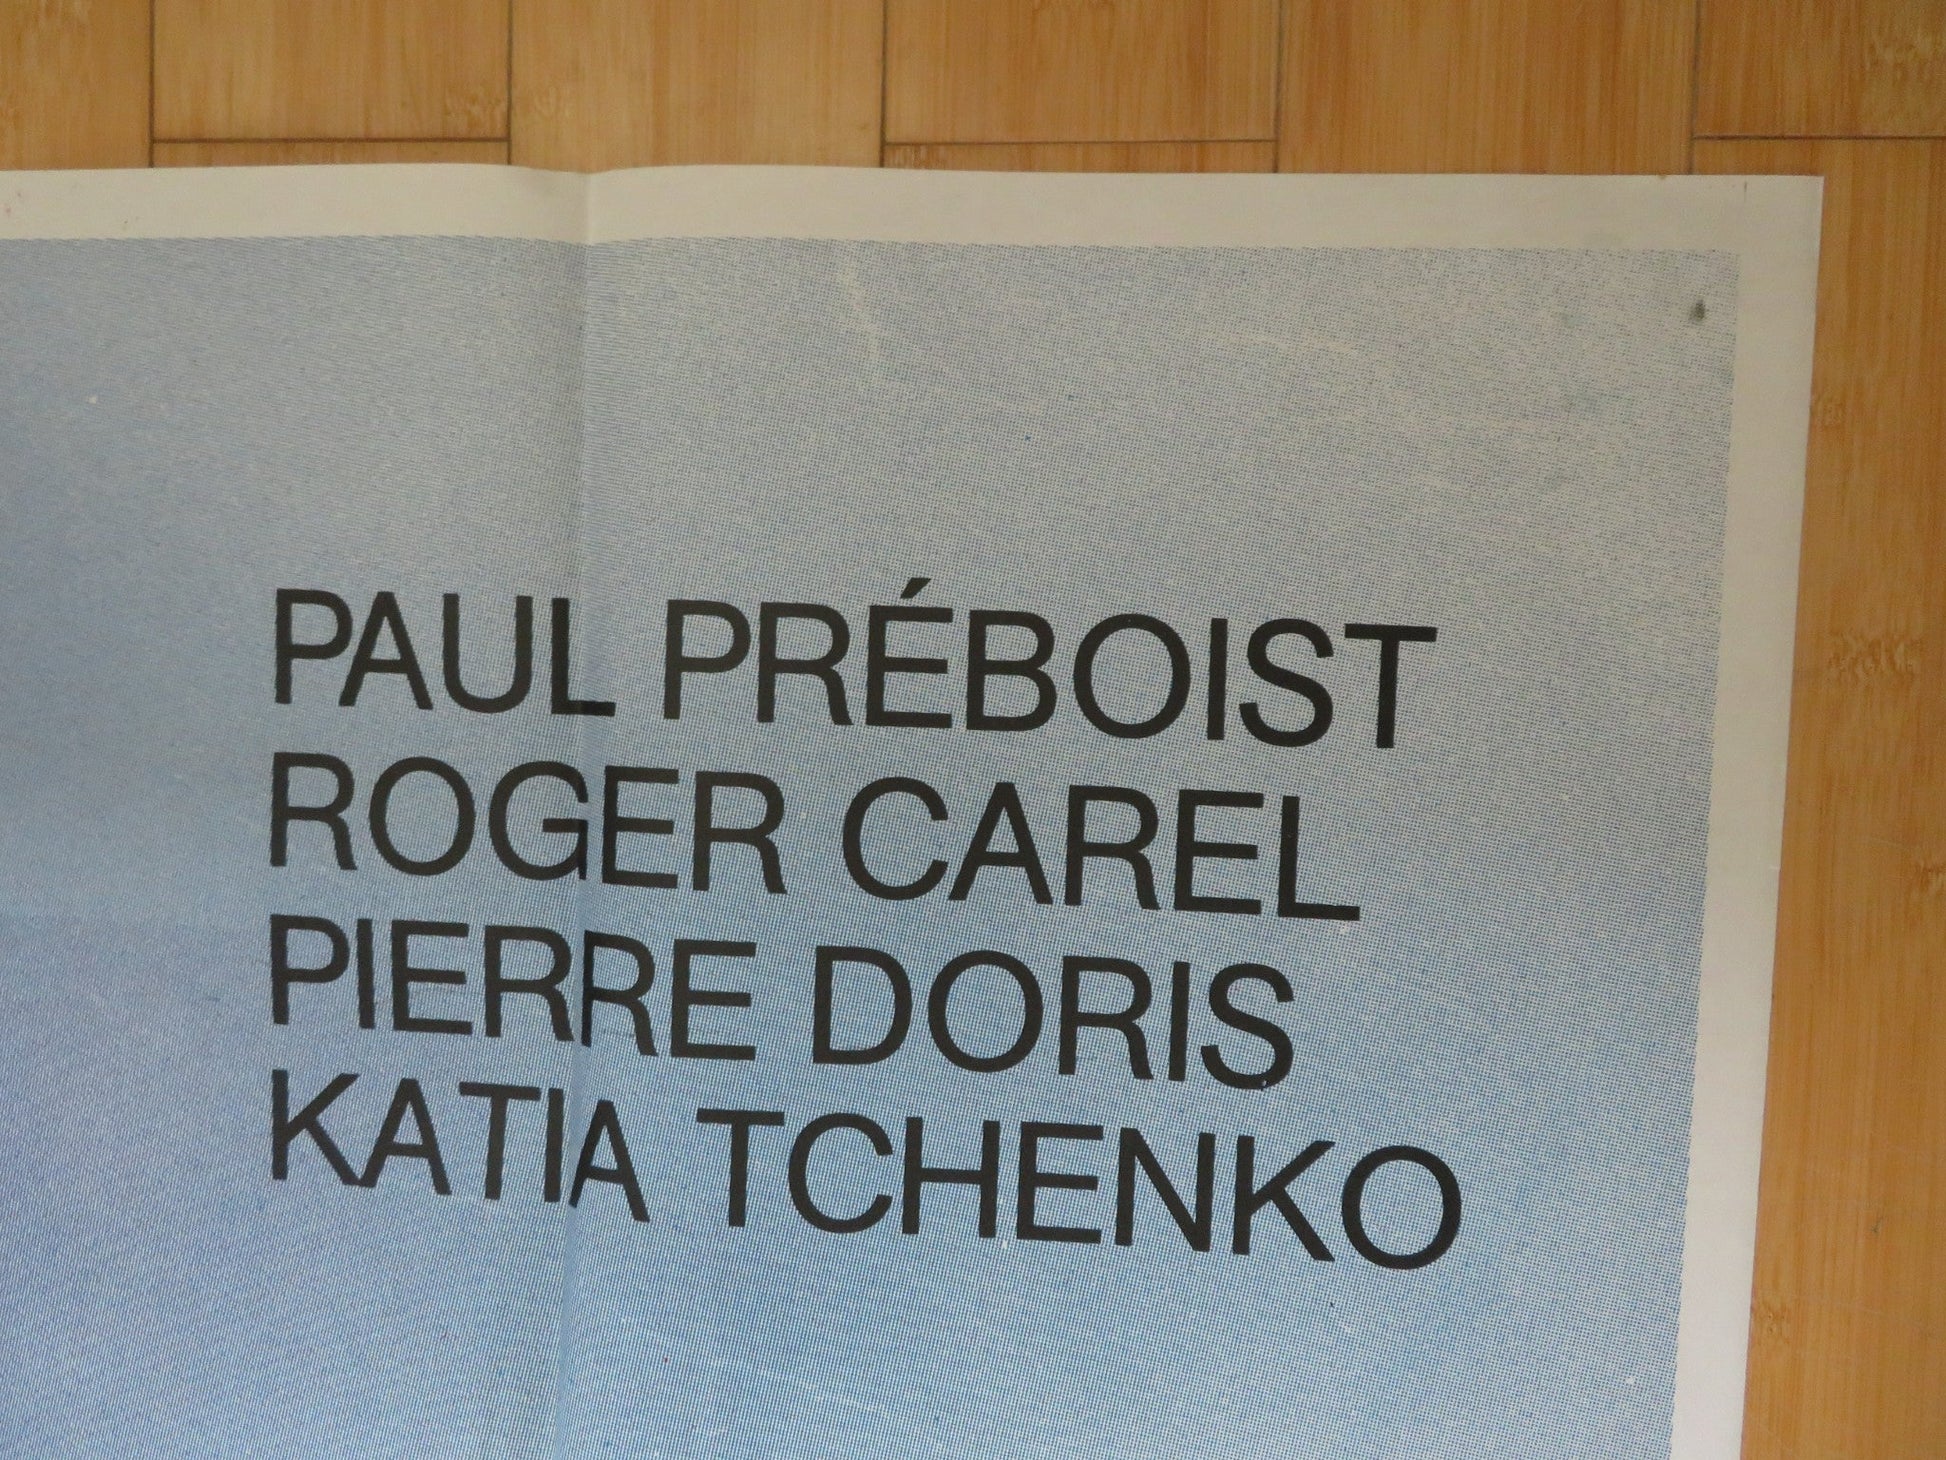 PAUL PRÉBOIST
ROGER CAREL
PIERRE DORIS
KATIA TCHENKO